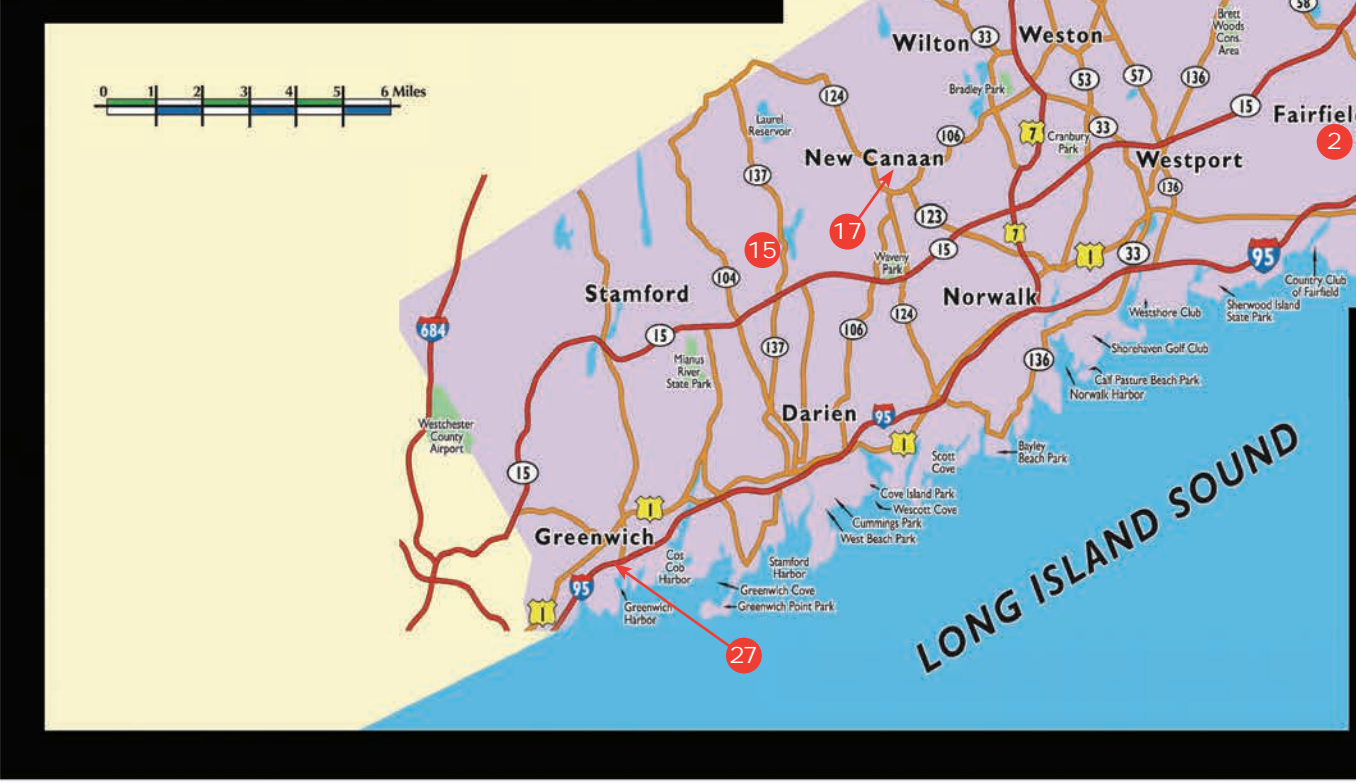 58
Brett
Woods
Cons.
Area
Wilton
33
Weston
0 1 2 3 4 5 6 Miles
53
57
136
Bradley Park
124
15
Laurel
Reservoir
Fairfiel
7
33
Cranbury
Park
106
2
New Canaan
Westport
137
136
123
17
7
15
15
33
1
95
Waveny
Park
104
Country Club
of Fairfield
Stamford
Norwalk
Sherwood Island
State Park
Westshore Club
124
684
106
15
137
Shorehaven Golf Club
136
Mianus
River
State Park
Calf Pasture Beach Park
Norwalk Harbor
Darien
95
Westchester
County
Airport
1
Bayley
Beach Park
Scott
Cove
15
Cove Island Park
Wescott Cove
1
Cummings Park
West Beach Park
Greenwich
LONG ISLAND SOUND
Cos
Cob
Harbor
Stamford
Harbor
95
Greenwich Cove
Greenwich Point Park
1
Greenwich
Harbor
27